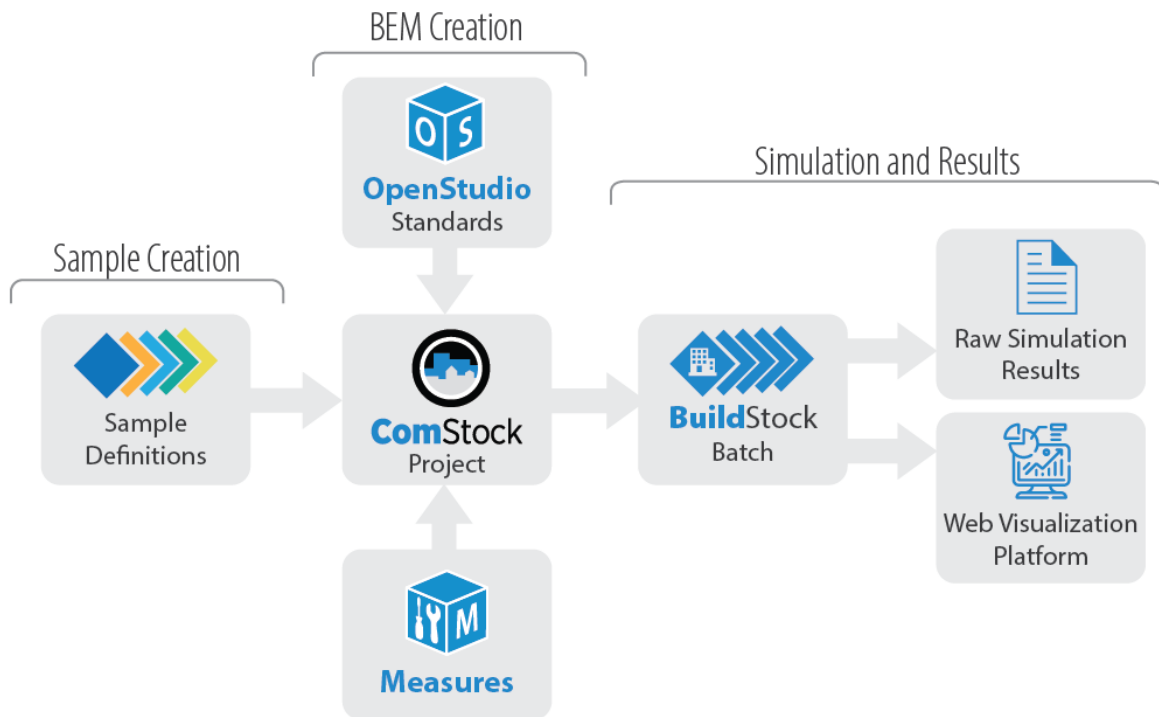 BEM Creation
O S
OpenStudio
Standards
Simulation and Results
Sample Creation
Sample
Definitions
ComStock
Project
BuildStock
Batch
Raw Simulation
Results
Web Visualization
Platform
M
Measures